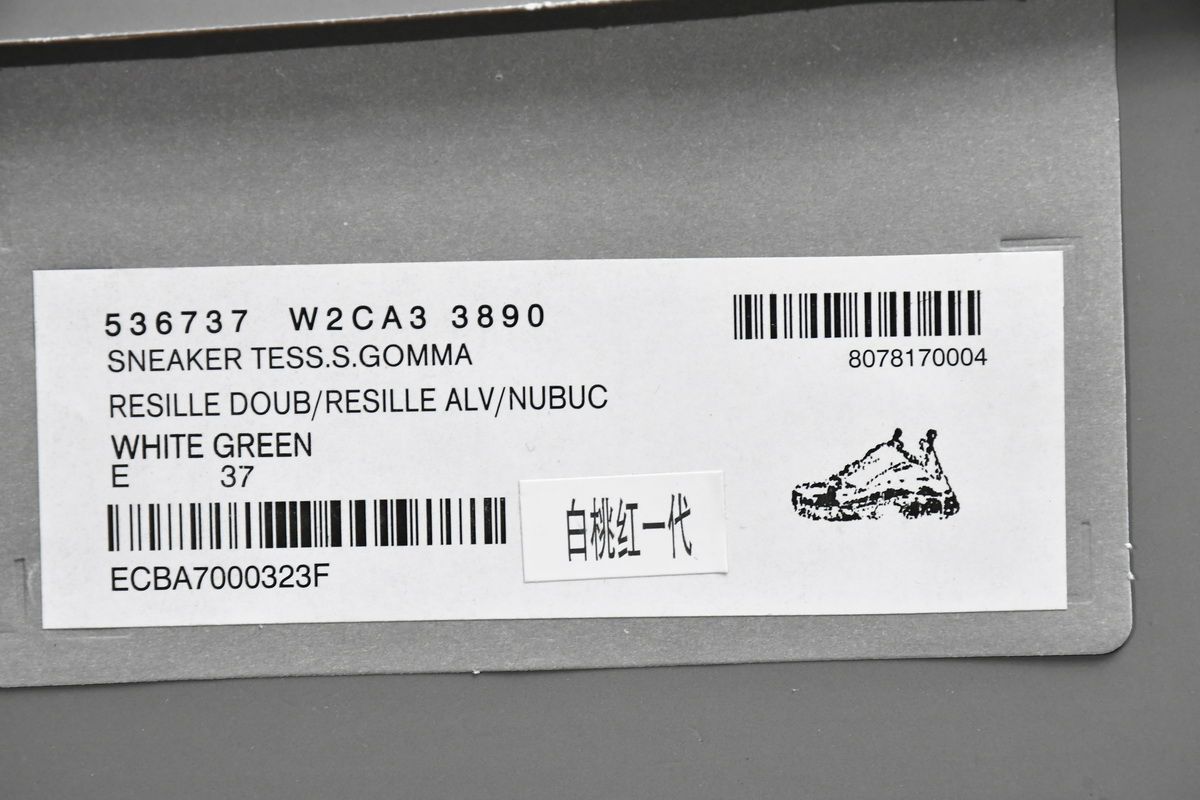 536737 W2CA3 3890
SNEAKER TESS.S.GOMMA
RESILLE DOUB/RESILLE ALV/NUBUC
WHITE GREEN
E 37
ECBA7000323F
8078170004
白桃红一代